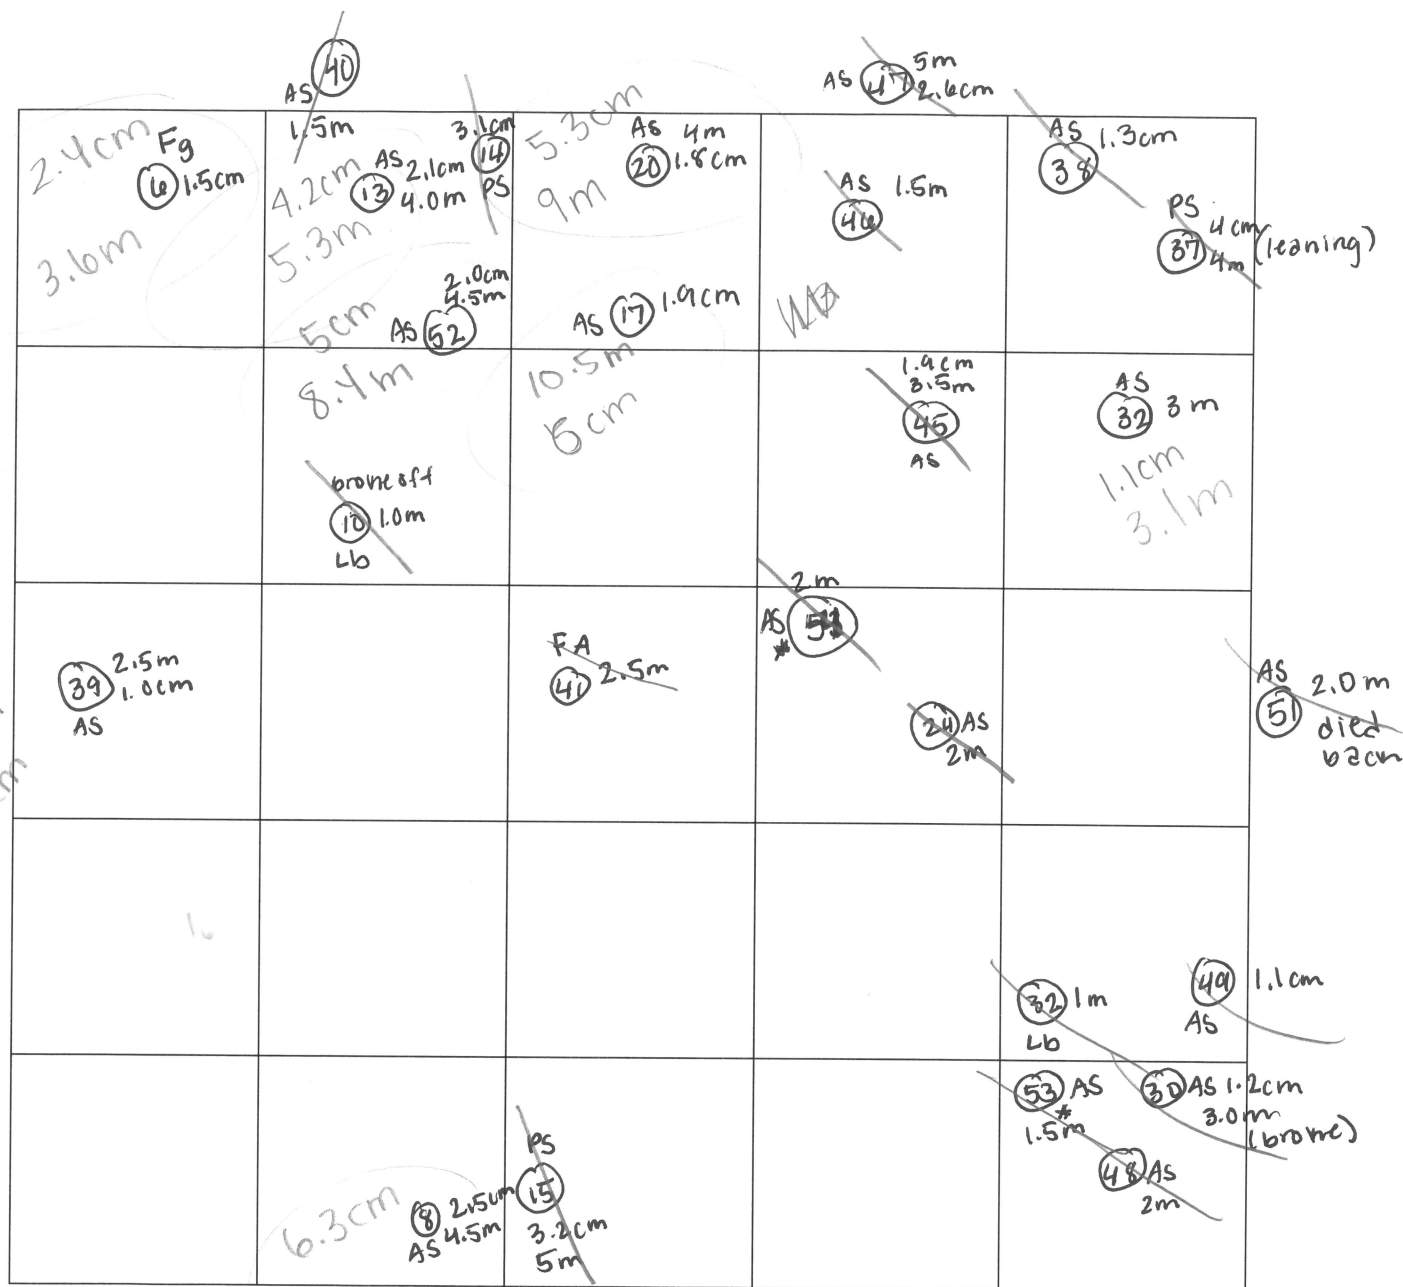 40
AS
1.5m
AS 47 5m
2.6cm
2.4cm
Fg
6 1.5cm
3.6m
4.2cm
5.3m
AS
13 2.1cm
4.0m
3.1cm
14
PS
5.3cm
9m
AS 4m
20 1.8cm
AS 1.5m
46
AS 1.3cm
38
PS
37 4cm
4m (leaning)
2.0cm
4.5m
AS 52
5cm
8.4m
AS 17 1.9cm
10.5m
5cm
1.9cm
3.5m
45
AS
AS
32 3m
1.1cm
3.1m
broke off
10 1.0m
Lb
39 2.5m
1.0cm
AS
FA
41 2.5m
2m
AS
*
24 AS
2m
AS
51 2.0m
died
back
cm
32 1m
Lb
49 1.1cm
AS
53 AS
*
1.5m
30 AS 1.2cm
3.0m
(broke)
48 AS
2m
6.3cm
8 2.5cm
AS 4.5m
PS
15
3.2cm
5m